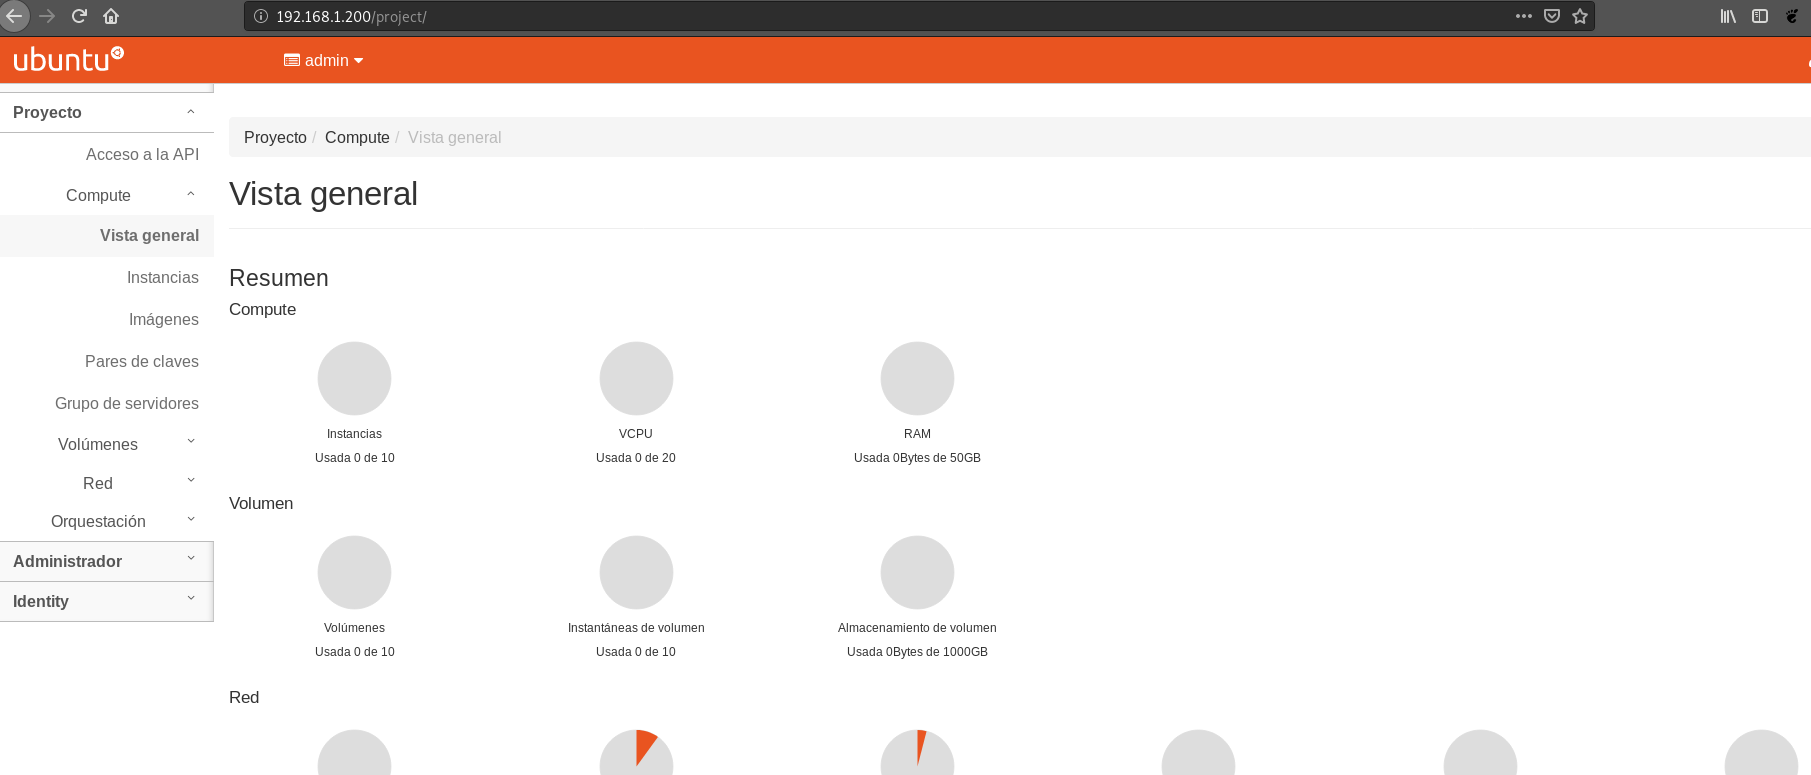 192.168.1.200/project/
ubuntu
admin
Proyecto
Acceso a la API
Compute
Vista general
Instancias
Imágenes
Pares de claves
Grupo de servidores
Volúmenes
Red
Orquestación
Administrador
Identity
Proyecto / Compute / Vista general
Vista general
Resumen
Compute
Instancias
Usada 0 de 10
VCPU
Usada 0 de 20
RAM
Usada 0Bytes de 50GB
Volumen
Volúmenes
Usada 0 de 10
Instantáneas de volumen
Usada 0 de 10
Almacenamiento de volumen
Usada 0Bytes de 1000GB
Red